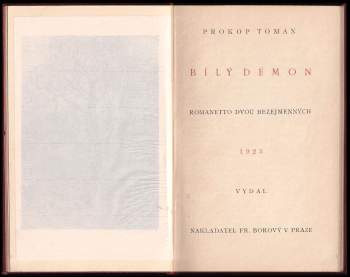 PROKOP TOMAN
BÍLÝ DÉMON
ROMANETTO DVOU BEZEJMENNÝCH
1923
VYDAL
NAKLADATEL FR. BOROVÝ V PRAZE